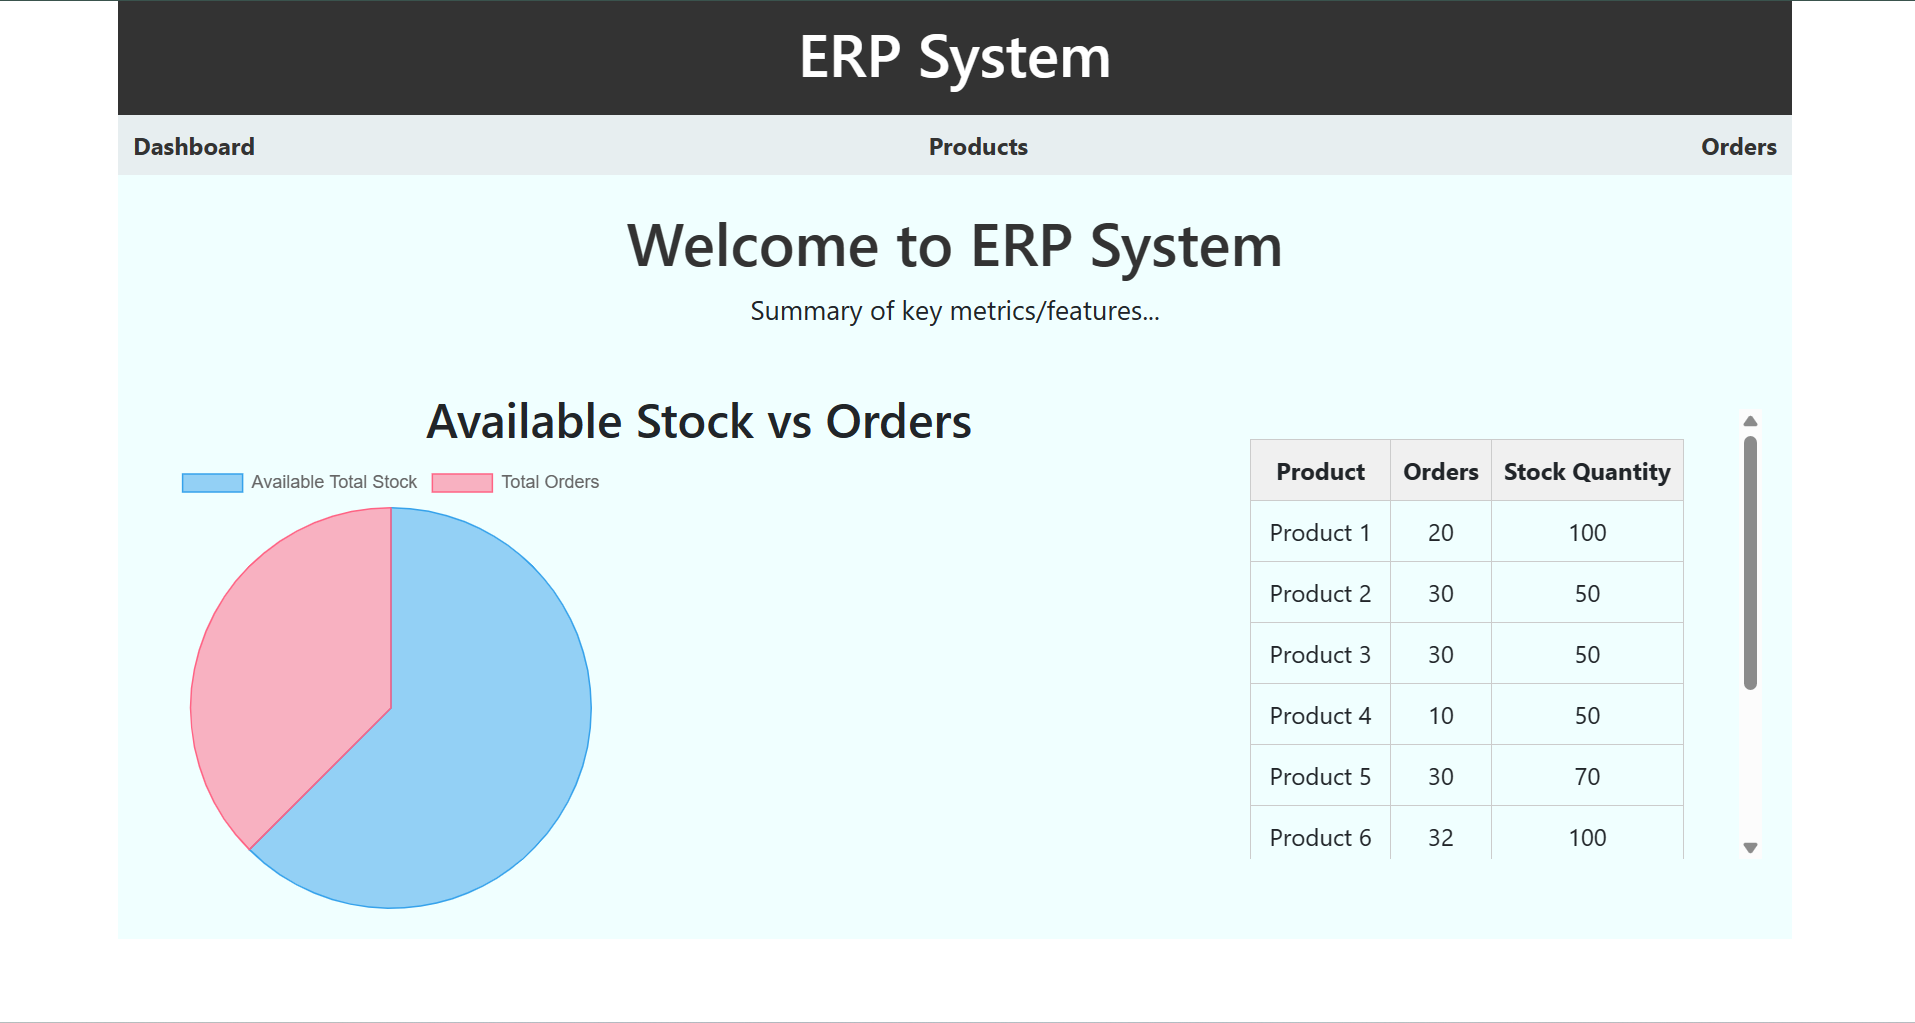 ERP System
Dashboard Products Orders
Welcome to ERP System
Summary of key metrics/features...
Available Stock vs Orders
Available Total Stock Total Orders
Product Orders Stock Quantity
Product 1 20 100
Product 2 30 50
Product 3 30 50
Product 4 10 50
Product 5 30 70
Product 6 32 100